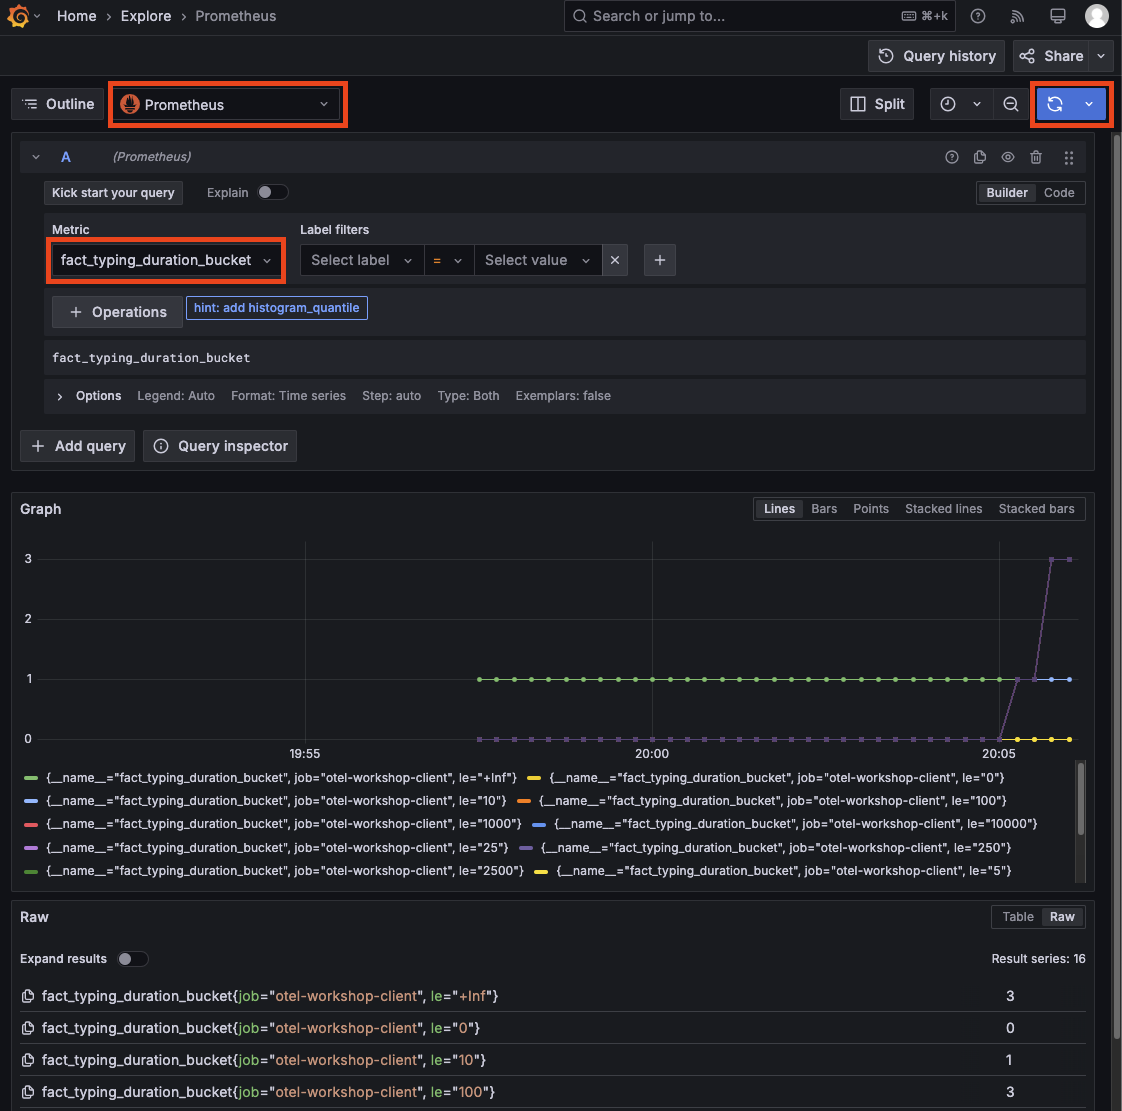 Home › Explore › Prometheus
Search or jump to...
⌘+k
Query history
Share
Outline
Prometheus
Split
A
(Prometheus)
Kick start your query
Explain
Builder
Code
Metric
Label filters
fact_typing_duration_bucket
Select label
=
Select value
+ Operations
hint: add histogram_quantile
fact_typing_duration_bucket
Options
Legend: Auto
Format: Time series
Step: auto
Type: Both
Exemplars: false
+ Add query
Query inspector
Graph
Lines
Bars
Points
Stacked lines
Stacked bars
3
2
1
0
19:55
20:00
20:05
{__name__="fact_typing_duration_bucket", job="otel-workshop-client", le="+Inf"}
{__name__="fact_typing_duration_bucket", job="otel-workshop-client", le="0"}
{__name__="fact_typing_duration_bucket", job="otel-workshop-client", le="10"}
{__name__="fact_typing_duration_bucket", job="otel-workshop-client", le="100"}
{__name__="fact_typing_duration_bucket", job="otel-workshop-client", le="1000"}
{__name__="fact_typing_duration_bucket", job="otel-workshop-client", le="10000"}
{__name__="fact_typing_duration_bucket", job="otel-workshop-client", le="25"}
{__name__="fact_typing_duration_bucket", job="otel-workshop-client", le="250"}
{__name__="fact_typing_duration_bucket", job="otel-workshop-client", le="2500"}
{__name__="fact_typing_duration_bucket", job="otel-workshop-client", le="5"}
Raw
Table
Raw
Expand results
Result series: 16
fact_typing_duration_bucket{job="otel-workshop-client", le="+Inf"} 3
fact_typing_duration_bucket{job="otel-workshop-client", le="0"} 0
fact_typing_duration_bucket{job="otel-workshop-client", le="10"} 1
fact_typing_duration_bucket{job="otel-workshop-client", le="100"} 3